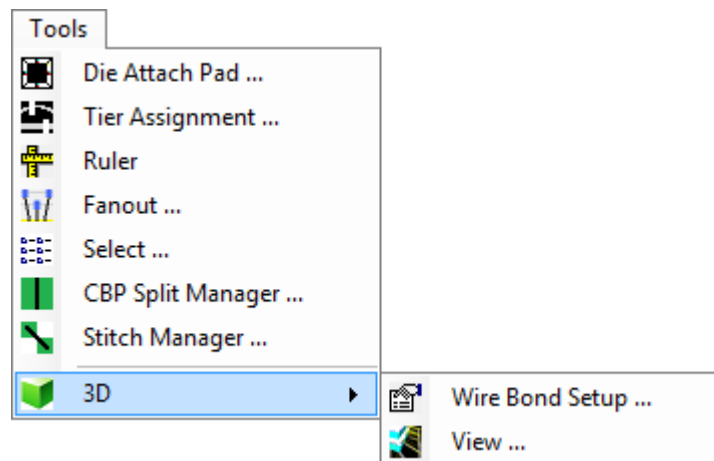 Tools
Die Attach Pad ...
Tier Assignment ...
Ruler
Fanout ...
Select ...
CBP Split Manager ...
Stitch Manager ...
3D
Wire Bond Setup ...
View ...